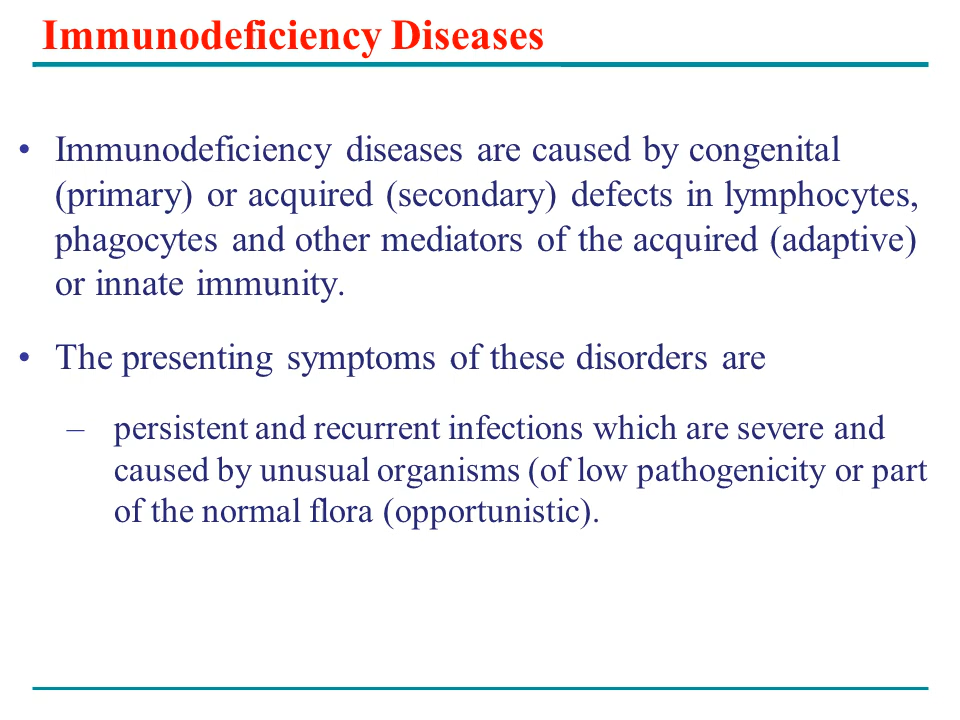 Immunodeficiency Diseases
• Immunodeficiency diseases are caused by congenital
(primary) or acquired (secondary) defects in lymphocytes,
phagocytes and other mediators of the acquired (adaptive)
or innate immunity.
• The presenting symptoms of these disorders are
– persistent and recurrent infections which are severe and
caused by unusual organisms (of low pathogenicity or part
of the normal flora (opportunistic).